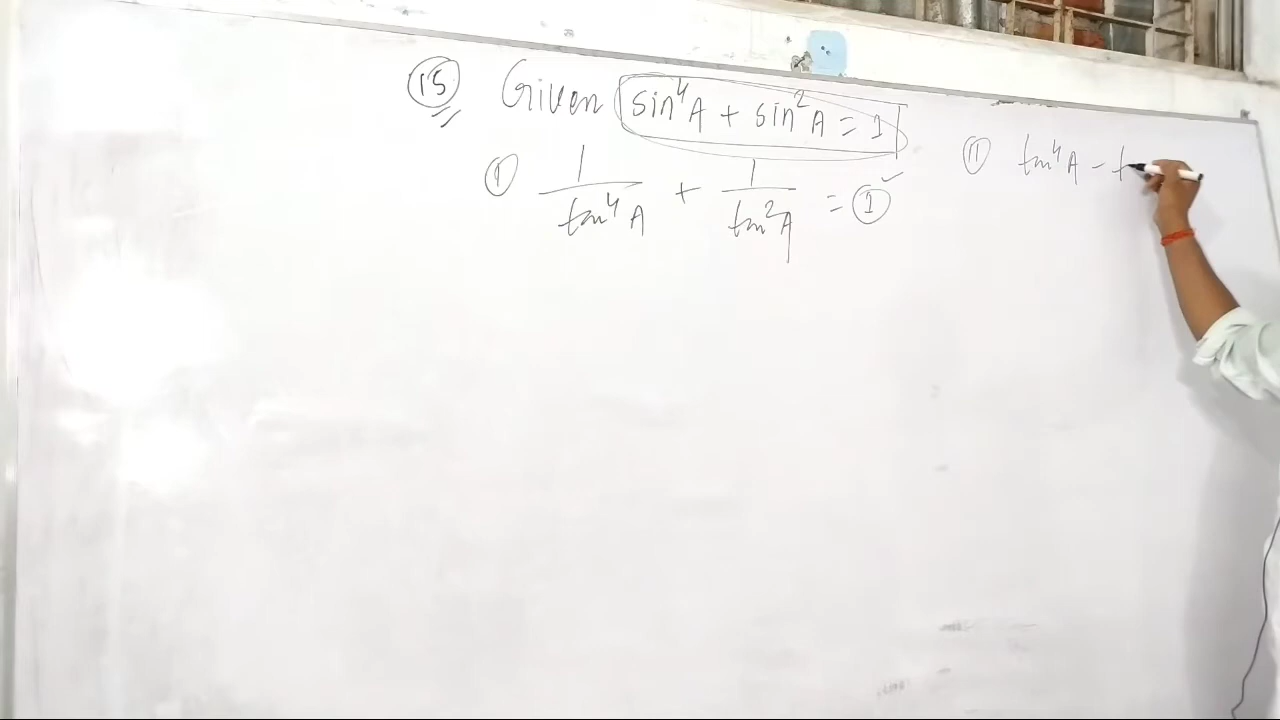 (15) Given sin⁴A + sin²A = 1
(i) 1/tan⁴A + 1/tan²A = 1
(ii) tan⁴A - t